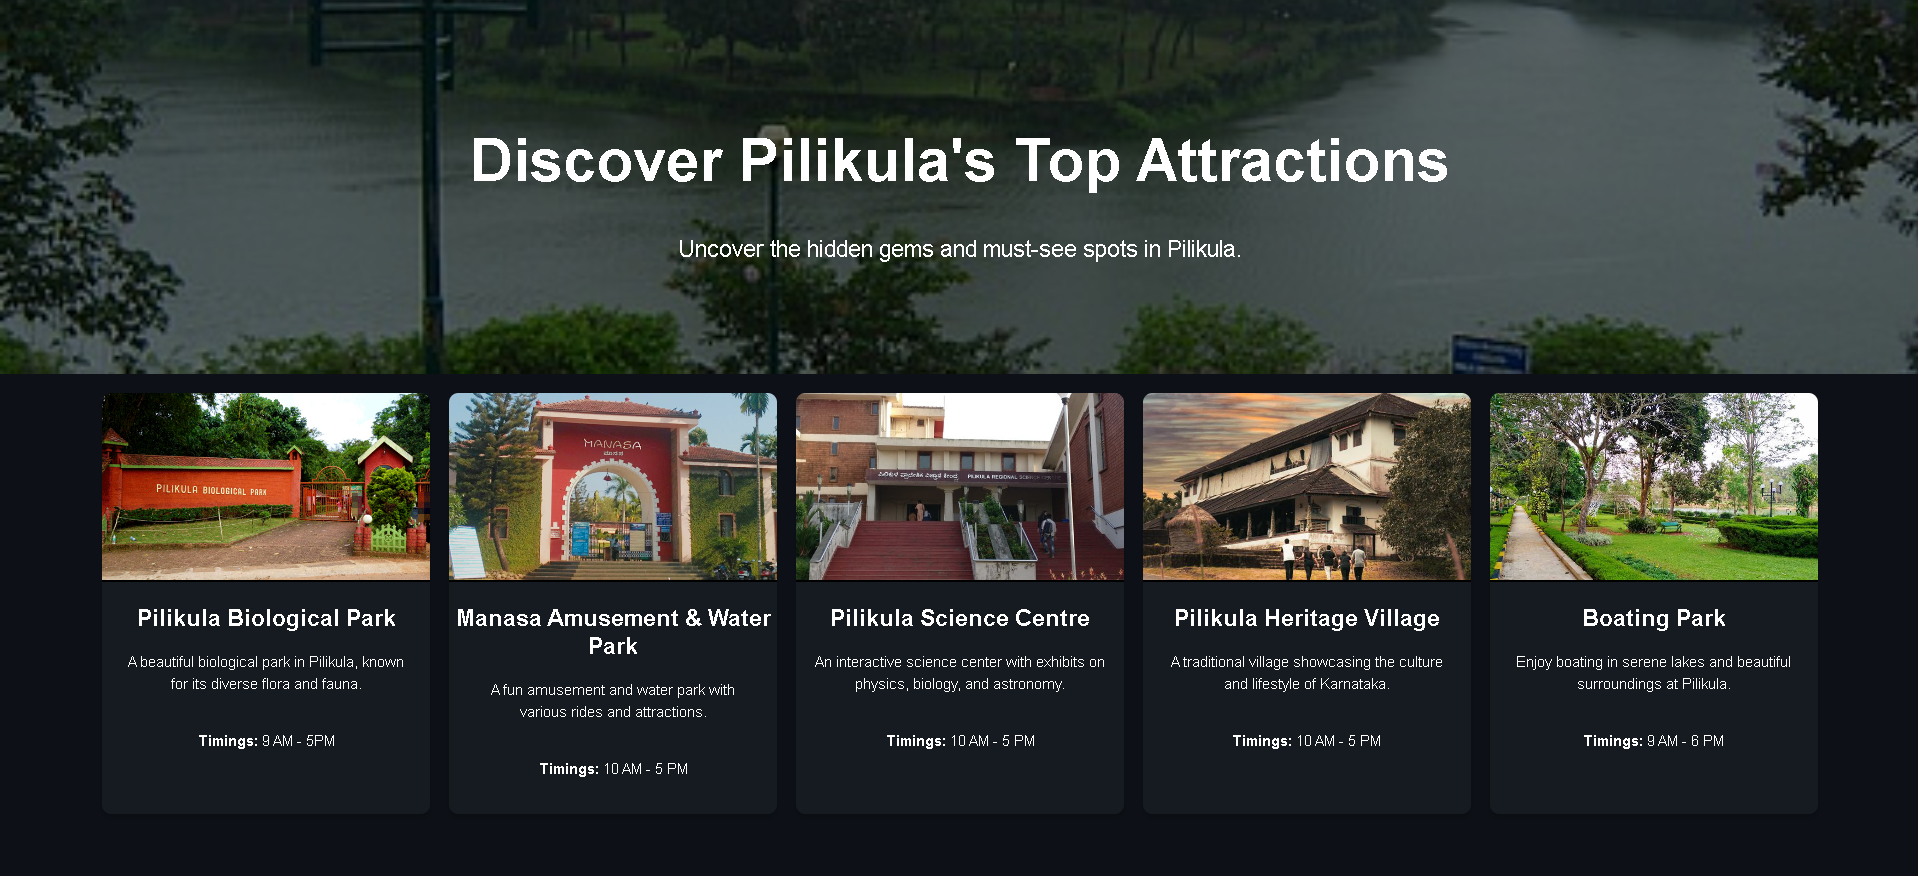 Discover Pilikula's Top Attractions
Uncover the hidden gems and must-see spots in Pilikula.
PILIKULA BIOLOGICAL PARK
MANASA
ಮಾನಸ
ಪಿಲಿಕುಳ ಪ್ರಾದೇಶಿಕ ವಿಜ್ಞಾನ ಕೇಂದ್ರ PILIKULA REGIONAL SCIENCE
Pilikula Biological Park
A beautiful biological park in Pilikula, known
for its diverse flora and fauna.
Timings: 9 AM - 5PM
Manasa Amusement & Water
Park
A fun amusement and water park with
various rides and attractions.
Timings: 10 AM - 5 PM
Pilikula Science Centre
An interactive science center with exhibits on
physics, biology, and astronomy.
Timings: 10 AM - 5 PM
Pilikula Heritage Village
A traditional village showcasing the culture
and lifestyle of Karnataka.
Timings: 10 AM - 5 PM
Boating Park
Enjoy boating in serene lakes and beautiful
surroundings at Pilikula.
Timings: 9 AM - 6 PM